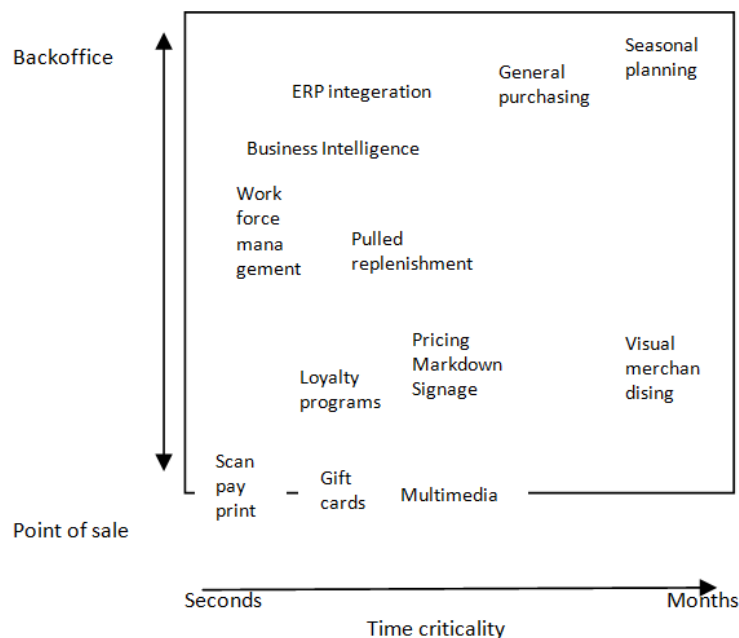 Backoffice
Seasonal
planning
General
purchasing
ERP integeration
Business Intelligence
Work
force
mana
gement
Pulled
replenishment
Pricing
Markdown
Signage
Visual
merchan
dising
Loyalty
programs
Scan
pay
print
Gift
cards
Multimedia
Point of sale
Seconds
Months
Time criticality